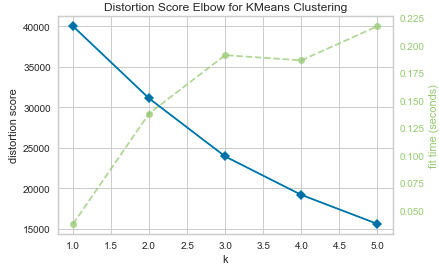 Distortion Score Elbow for KMeans Clustering
distortion score
40000
35000
30000
25000
20000
15000
0.225
0.200
0.175
0.150
0.125
0.100
0.075
0.050
fit time (seconds)
1.0 1.5 2.0 2.5 3.0 3.5 4.0 4.5 5.0
k